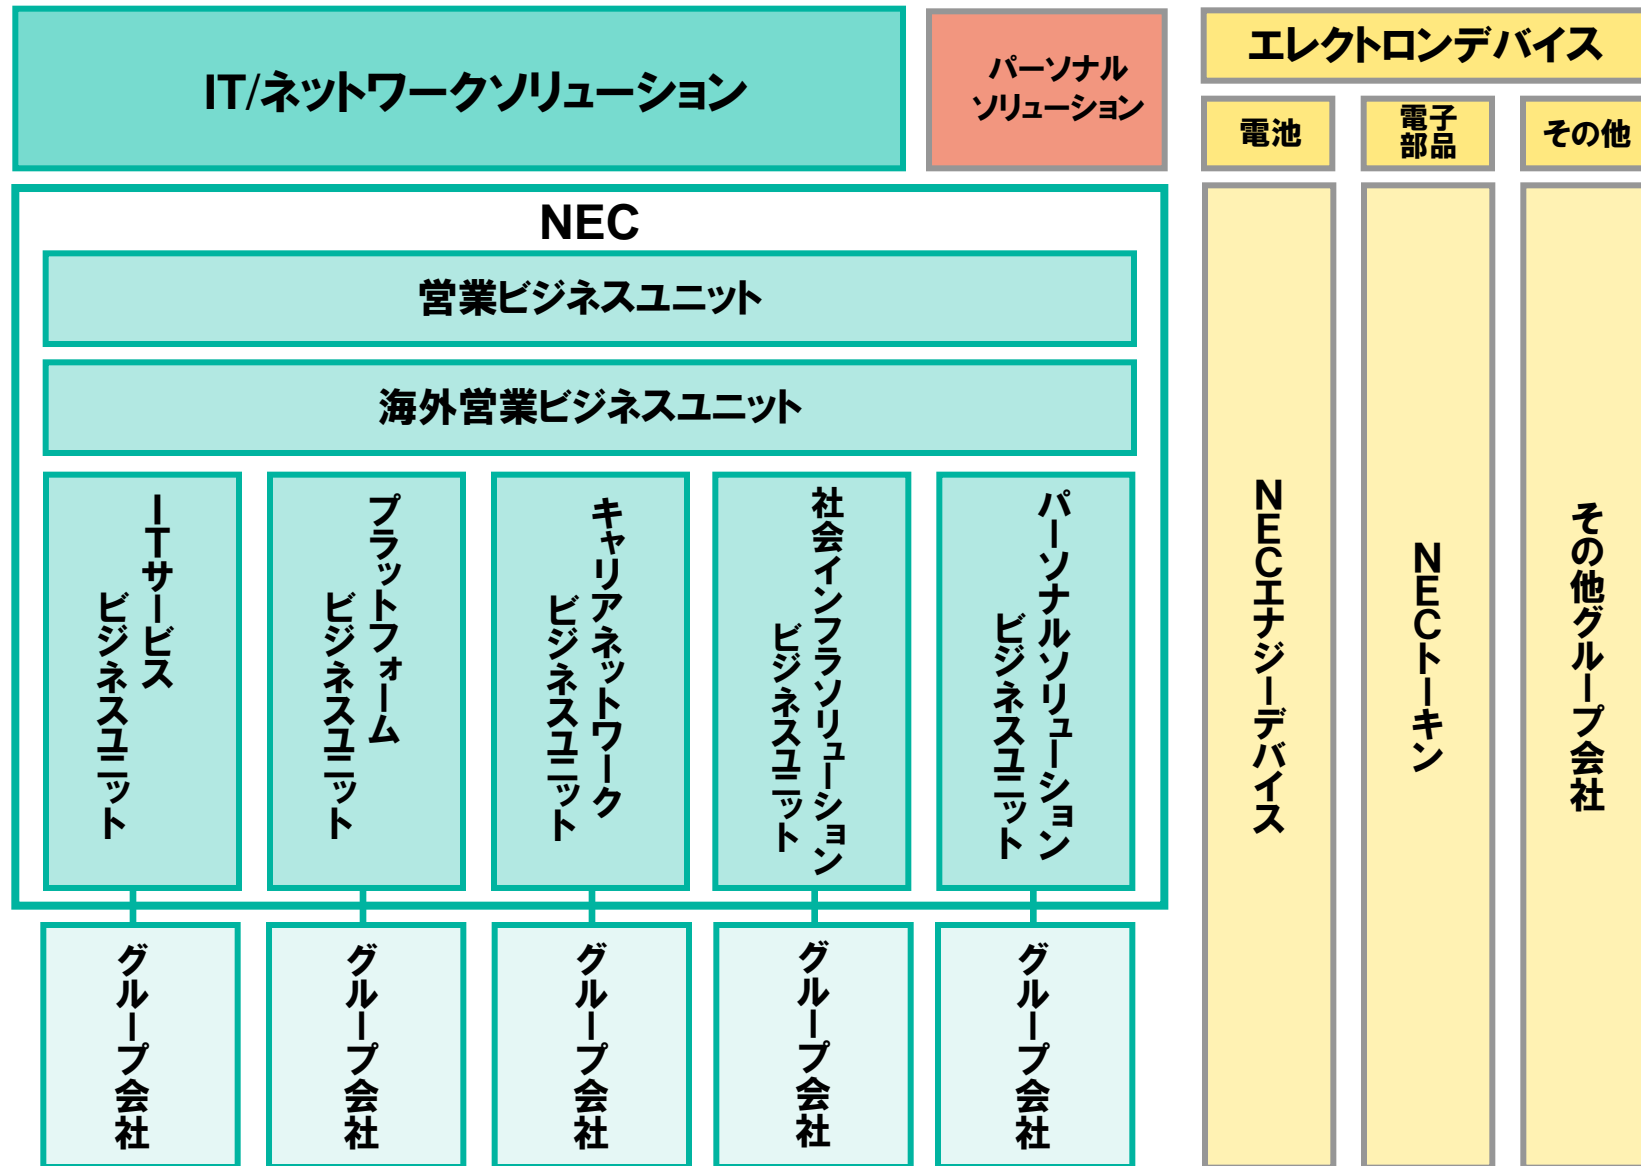 IT/ネットワークソリューション
パーソナル
ソリューション
エレクトロンデバイス
電池
電子
部品
その他
NEC
営業ビジネスユニット
海外営業ビジネスユニット
ITサービス
ビジネスユニット
プラットフォーム
ビジネスユニット
キャリアネットワーク
ビジネスユニット
社会インフラソリューション
ビジネスユニット
パーソナルソリューション
ビジネスユニット
NECエナジーデバイス
NECトーキン
その他グループ会社
グループ会社
グループ会社
グループ会社
グループ会社
グループ会社